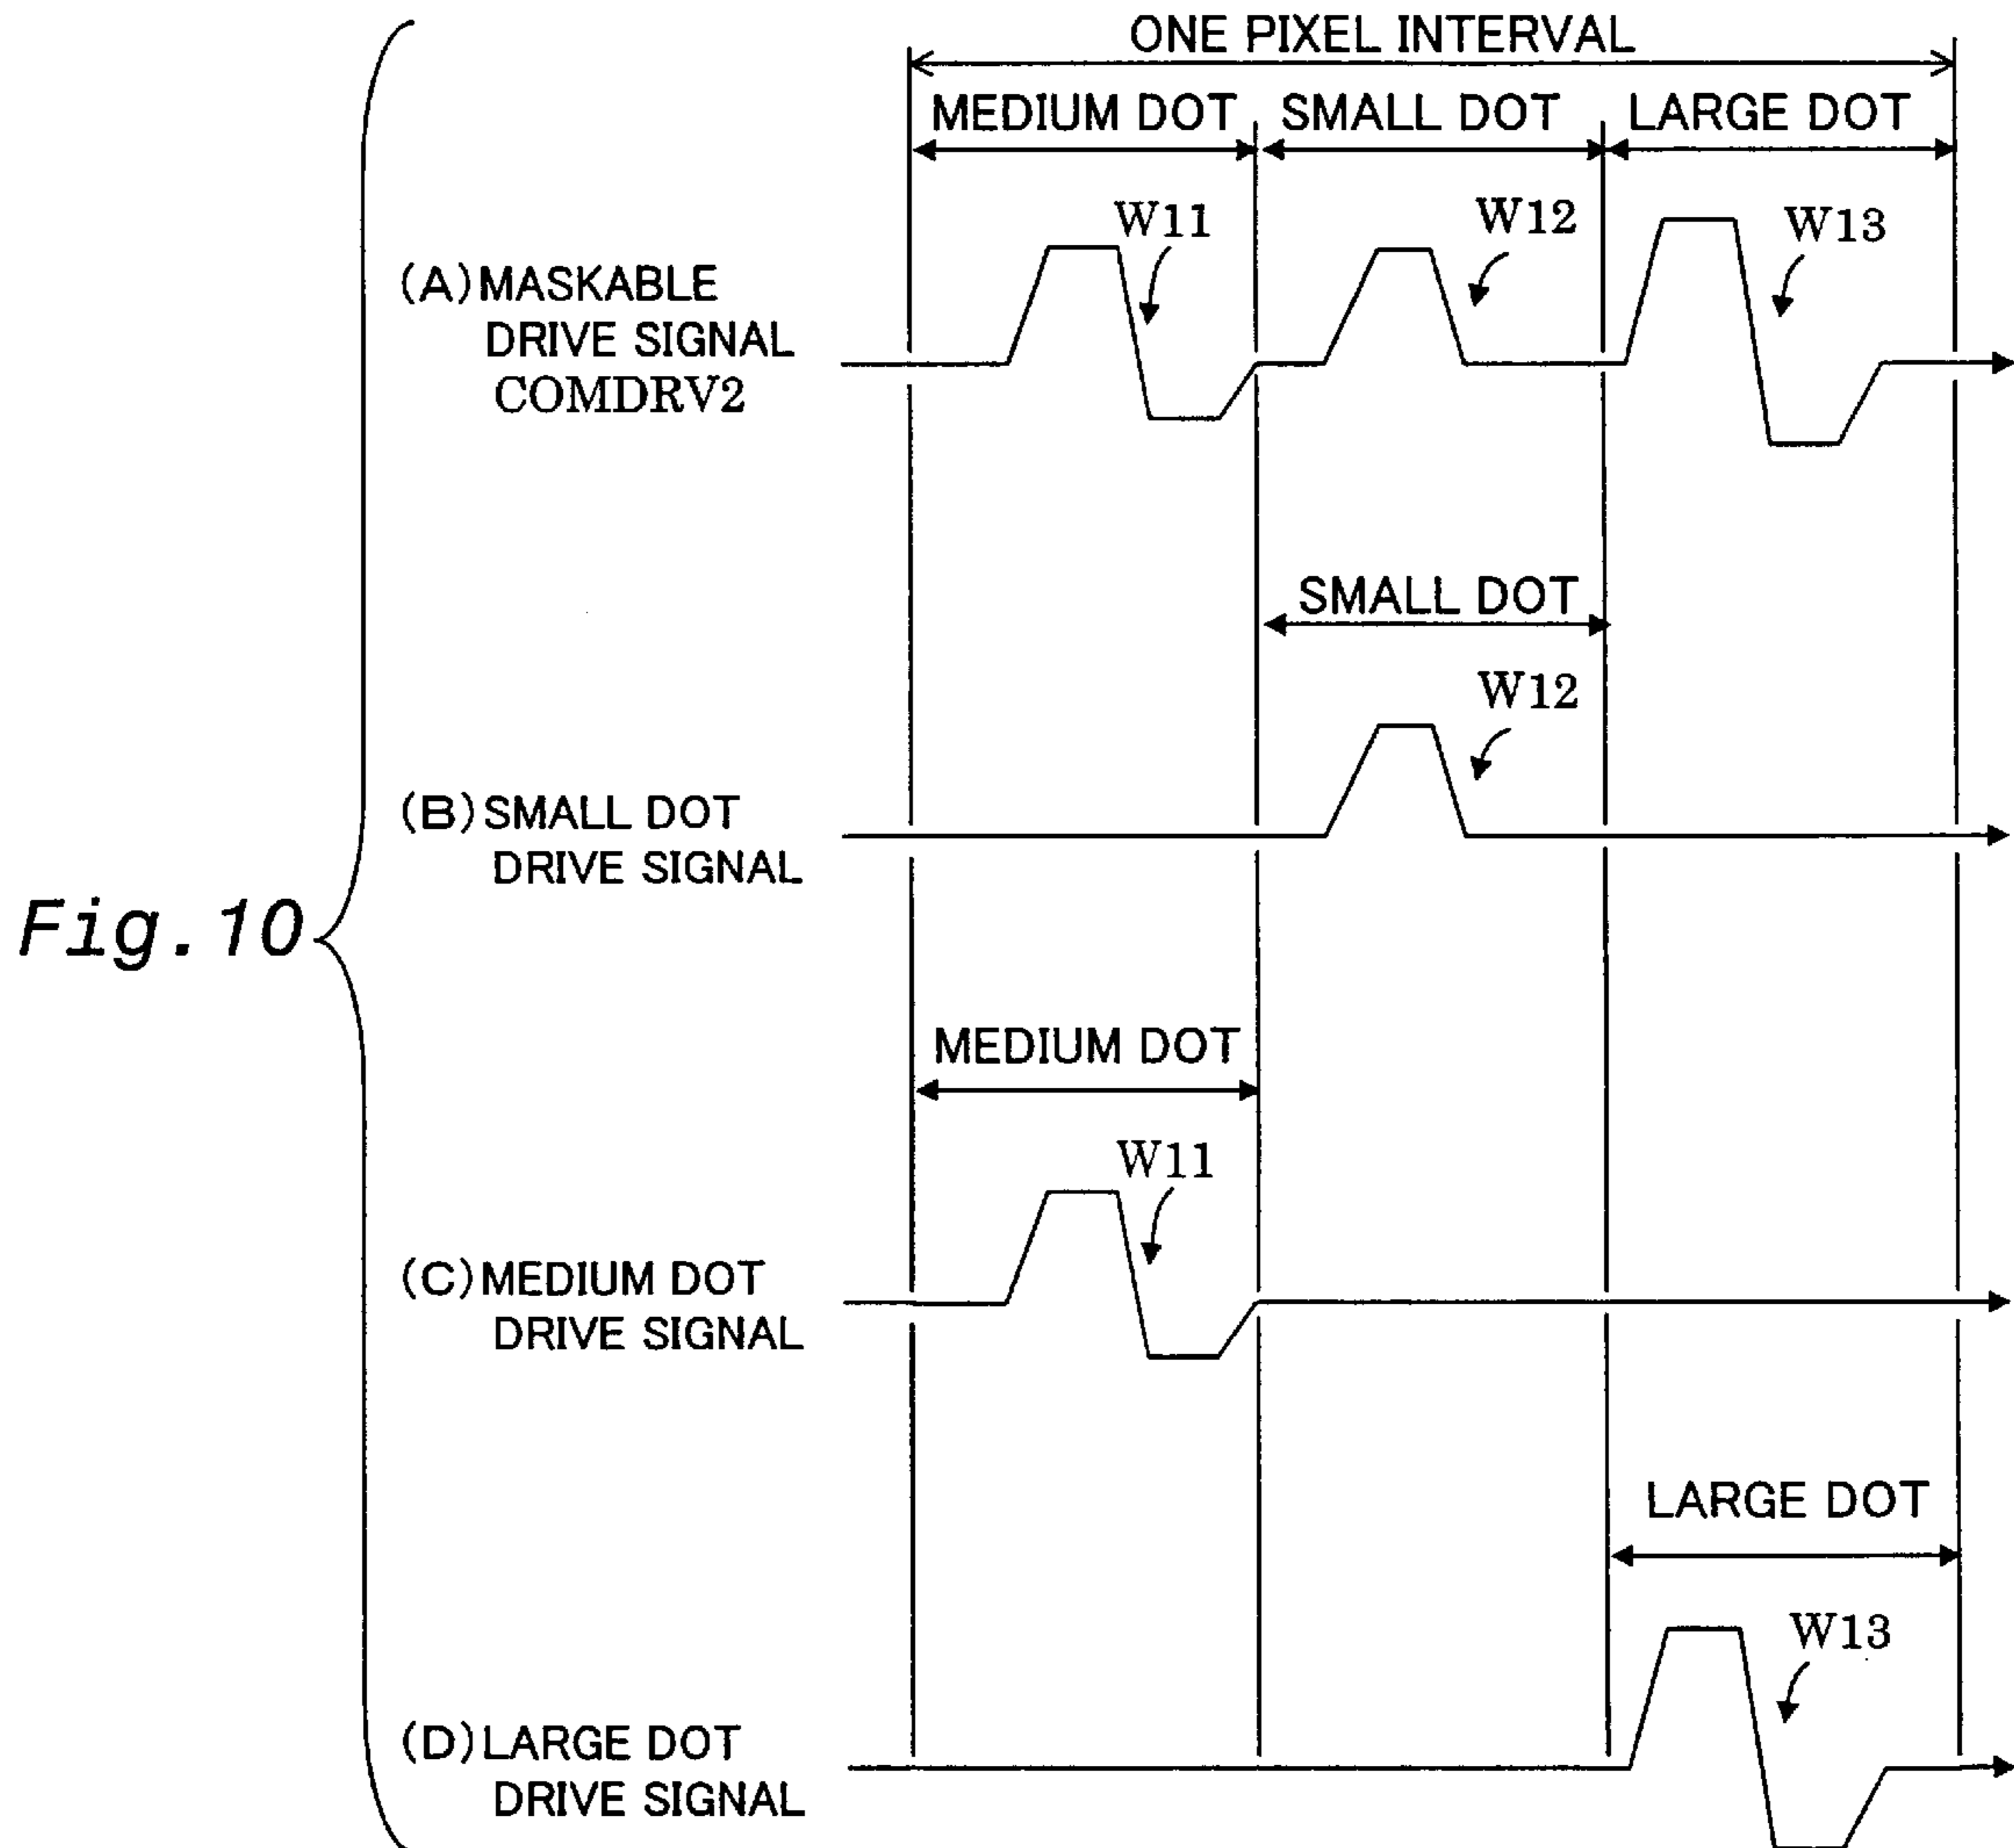 ONE PIXEL INTERVAL
MEDIUM DOT SMALL DOT LARGE DOT
W11 W12 W13
(A)MASKABLE
DRIVE SIGNAL
COMDRV2
SMALL DOT
W12
(B)SMALL DOT
DRIVE SIGNAL
Fig.10
MEDIUM DOT
W11
(C)MEDIUM DOT
DRIVE SIGNAL
LARGE DOT
W13
(D)LARGE DOT
DRIVE SIGNAL